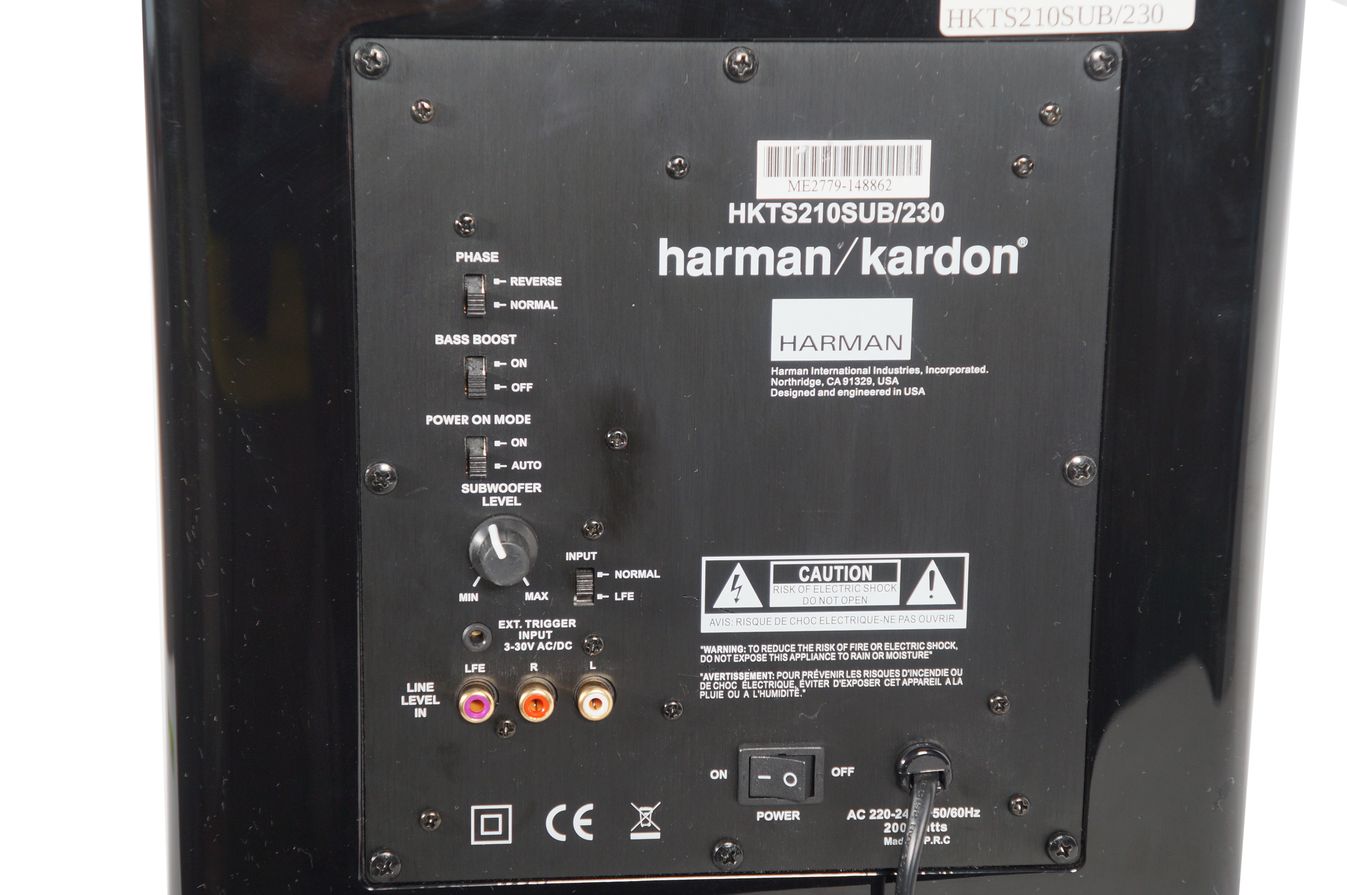 HKTS210SUB/230
ME2779-148862
HKTS210SUB/230
harman/kardon®
HARMAN
Harman International Industries, Incorporated.
Northridge, CA 91329, USA
Designed and engineered in USA
PHASE
REVERSE
NORMAL
BASS BOOST
ON
OFF
POWER ON MODE
ON
AUTO
SUBWOOFER
LEVEL
MIN
MAX
INPUT
NORMAL
LFE
EXT. TRIGGER
INPUT
3-30V AC/DC
LFE
R
L
LINE
LEVEL
IN
CAUTION
RISK OF ELECTRIC SHOCK
DO NOT OPEN
AVIS: RISQUE DE CHOC ELECTRIQUE-NE PAS OUVRIR.
"WARNING: TO REDUCE THE RISK OF FIRE OR ELECTRIC SHOCK,
DO NOT EXPOSE THIS APPLIANCE TO RAIN OR MOISTURE"
"AVERTISSEMENT: POUR PRÉVENIR LES RISQUES D'INCENDIE OU
DE CHOC ÉLECTRIQUE, ÉVITER D'EXPOSER CET APPAREIL A LA
PLUIE OU A L'HUMIDITÉ."
ON
OFF
POWER
CE
AC 50/60Hz
P.R.C